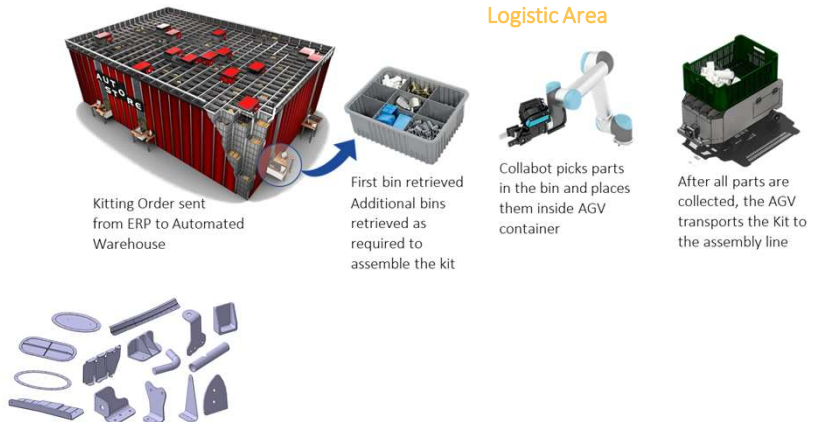 Logistic Area
AUTO
STORE
Kitting Order sent
from ERP to Automated
Warehouse
First bin retrieved
Additional bins
retrieved as
required to
assemble the kit
Collabot picks parts
in the bin and places
them inside AGV
container
After all parts are
collected, the AGV
transports the Kit to
the assembly line